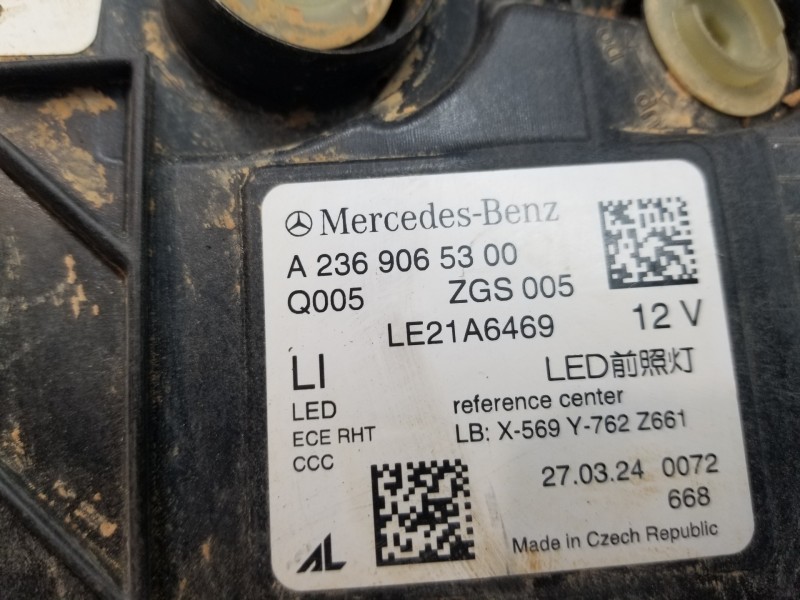 Mercedes-Benz
A 236 906 53 00
Q005 ZGS 005
LE21A6469 12 V
LI LED前照灯
LED reference center
ECE RHT LB: X-569 Y-762 Z661
CCC
27.03.24 0072
668
AL
Made in Czech Republic